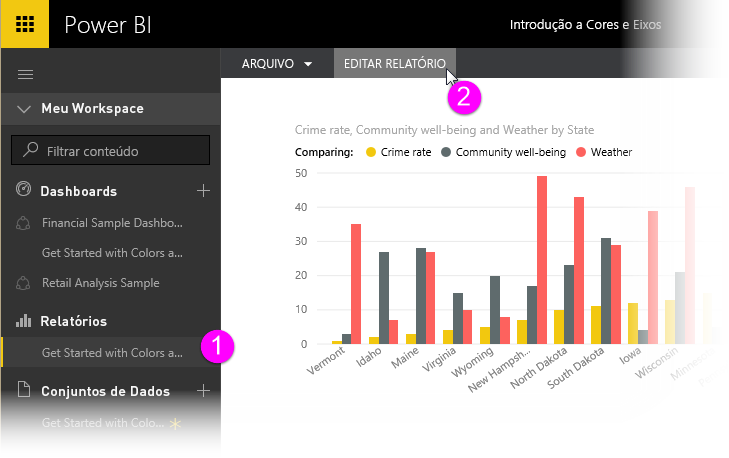 Power BI
Introdução a Cores e Eixos
ARQUIVO
EDITAR RELATÓRIO
2
Meu Workspace
Filtrar conteúdo
Dashboards
Financial Sample Dashbo...
Get Started with Colors a...
Retail Analysis Sample
Relatórios
Get Started with Colors a...
1
Conjuntos de Dados
Get Started with Colo...
Crime rate, Community well-being and Weather by State
Comparing: Crime rate Community well-being Weather
50
40
30
20
10
0
Vermont
Idaho
Maine
Virginia
Wyoming
New Hampsh...
North Dakota
South Dakota
Iowa
Wisconsin